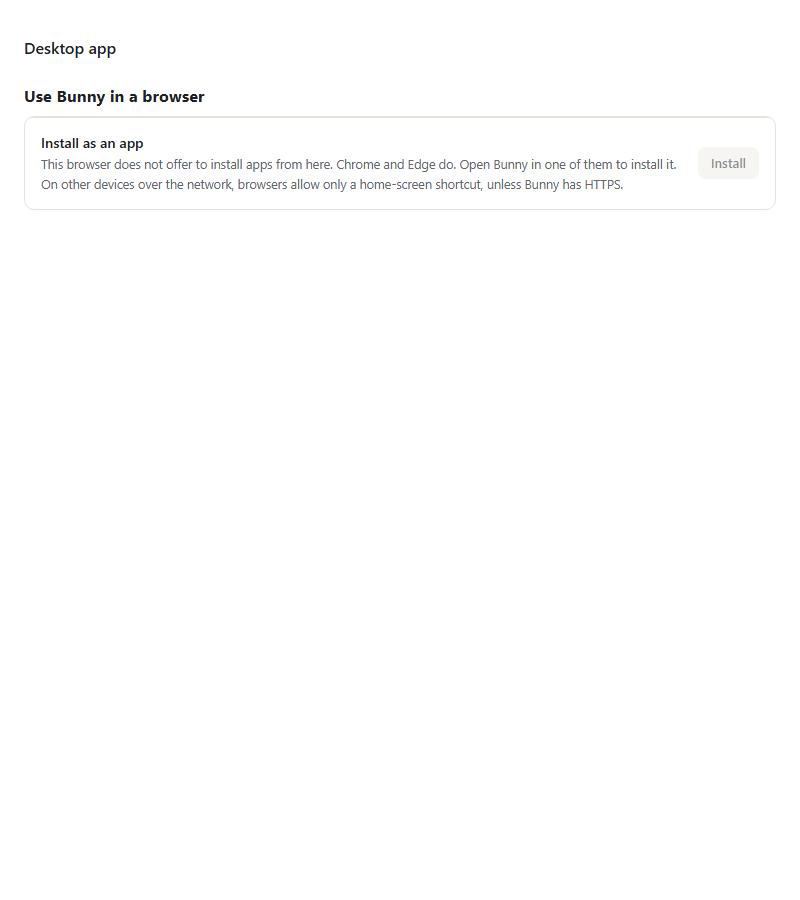 Desktop app
Use Bunny in a browser
Install as an app
This browser does not offer to install apps from here. Chrome and Edge do. Open Bunny in one of them to install it.
On other devices over the network, browsers allow only a home-screen shortcut, unless Bunny has HTTPS.
Install